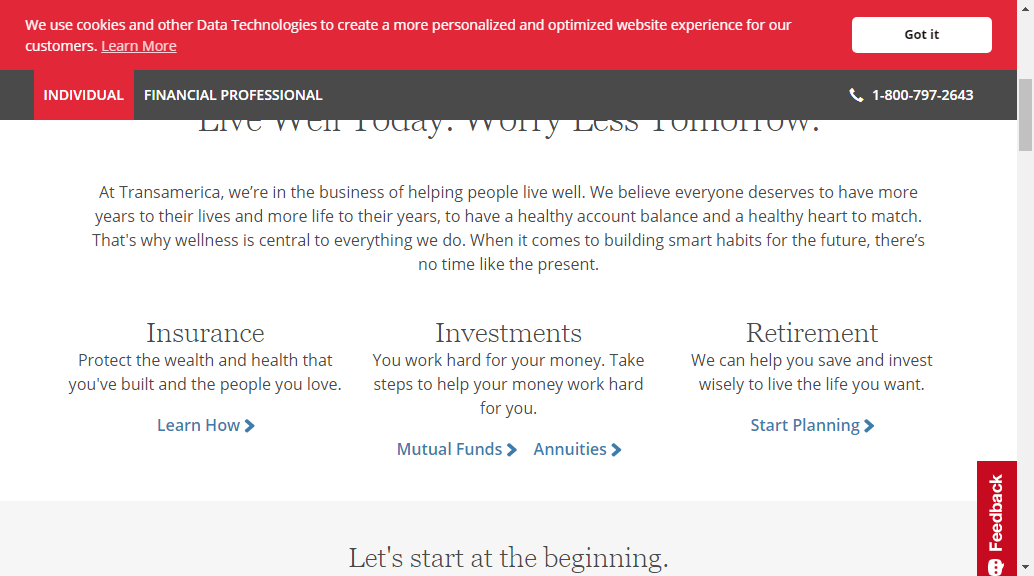 We use cookies and other Data Technologies to create a more personalized and optimized website experience for our
customers. Learn More
Got it
INDIVIDUAL
FINANCIAL PROFESSIONAL
1-800-797-2643
Live Well Today. Worry Less Tomorrow.
At Transamerica, we’re in the business of helping people live well. We believe everyone deserves to have more
years to their lives and more life to their years, to have a healthy account balance and a healthy heart to match.
That's why wellness is central to everything we do. When it comes to building smart habits for the future, there’s
no time like the present.
Insurance
Protect the wealth and health that
you've built and the people you love.
Learn How
Investments
You work hard for your money. Take
steps to help your money work hard
for you.
Mutual Funds
Annuities
Retirement
We can help you save and invest
wisely to live the life you want.
Start Planning
Feedback
Let's start at the beginning.